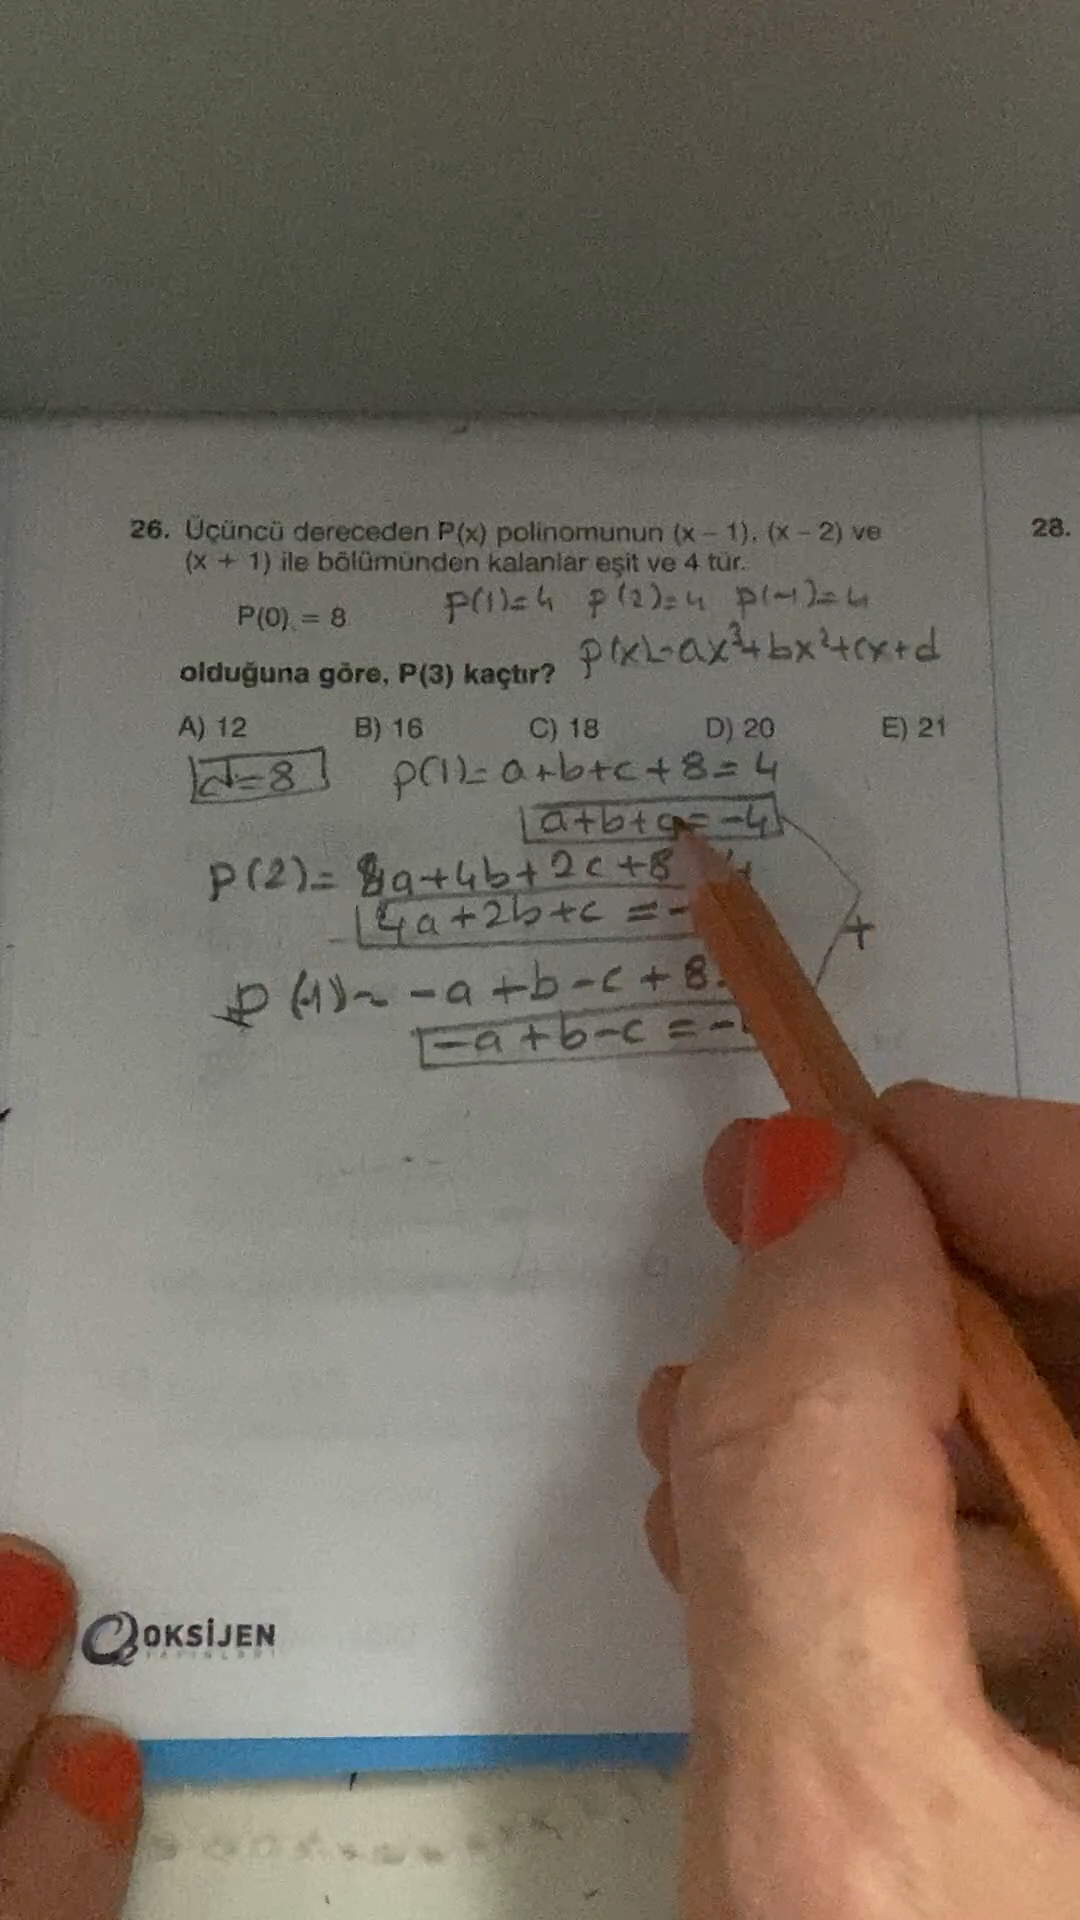 26. Üçüncü dereceden P(x) polinomunun (x – 1), (x – 2) ve
(x + 1) ile bölümünden kalanlar eşit ve 4 tür.
P(0) = 8
p(1)=4 p(2)=4 p(-1)=4
p(x)=ax³+bx²+cx+d
olduğuna göre, P(3) kaçtır?
A) 12 B) 16 C) 18 D) 20 E) 21
d=8 p(1)= a+b+c+8=4
a+b+c=-4
p(2)= 8a+4b+2c+8
4a+2b+c =-
+
p(-1)= -a+b-c+8
-a+b-c=-
28.
OKSİJEN
YAYINLARI